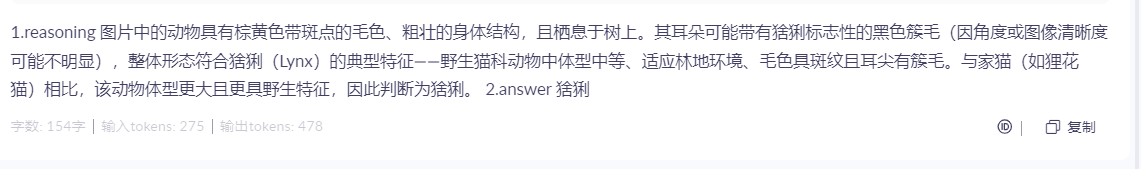 1.reasoning 图片中的动物具有棕黄色带斑点的毛色、粗壮的身体结构，且栖息于树上。其耳朵可能带有猞猁标志性的黑色簇毛（因角度或图像清晰度
可能不明显），整体形态符合猞猁（Lynx）的典型特征——野生猫科动物中体型中等、适应林地环境、毛色具斑纹且耳尖有簇毛。与家猫（如狸花
猫）相比，该动物体型更大且更具野生特征，因此判断为猞猁。 2.answer 猞猁
字数: 154字 | 输入tokens: 275 | 输出tokens: 478
ID | 复制